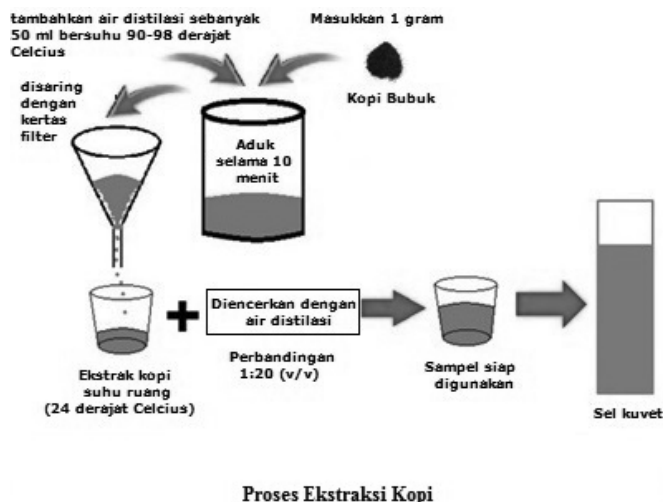 tambahkan air distilasi sebanyak
50 ml bersuhu 90-98 derajat
Celcius
Masukkan 1 gram
Kopi Bubuk
disaring
dengan
kertas
filter
Aduk
selama 10
menit
Diencerkan dengan
air distilasi
Perbandingan
1:20 (v/v)
Ekstrak kopi
suhu ruang
(24 derajat Celcius)
Sampel siap
digunakan
Sel kuvet
Proses Ekstraksi Kopi